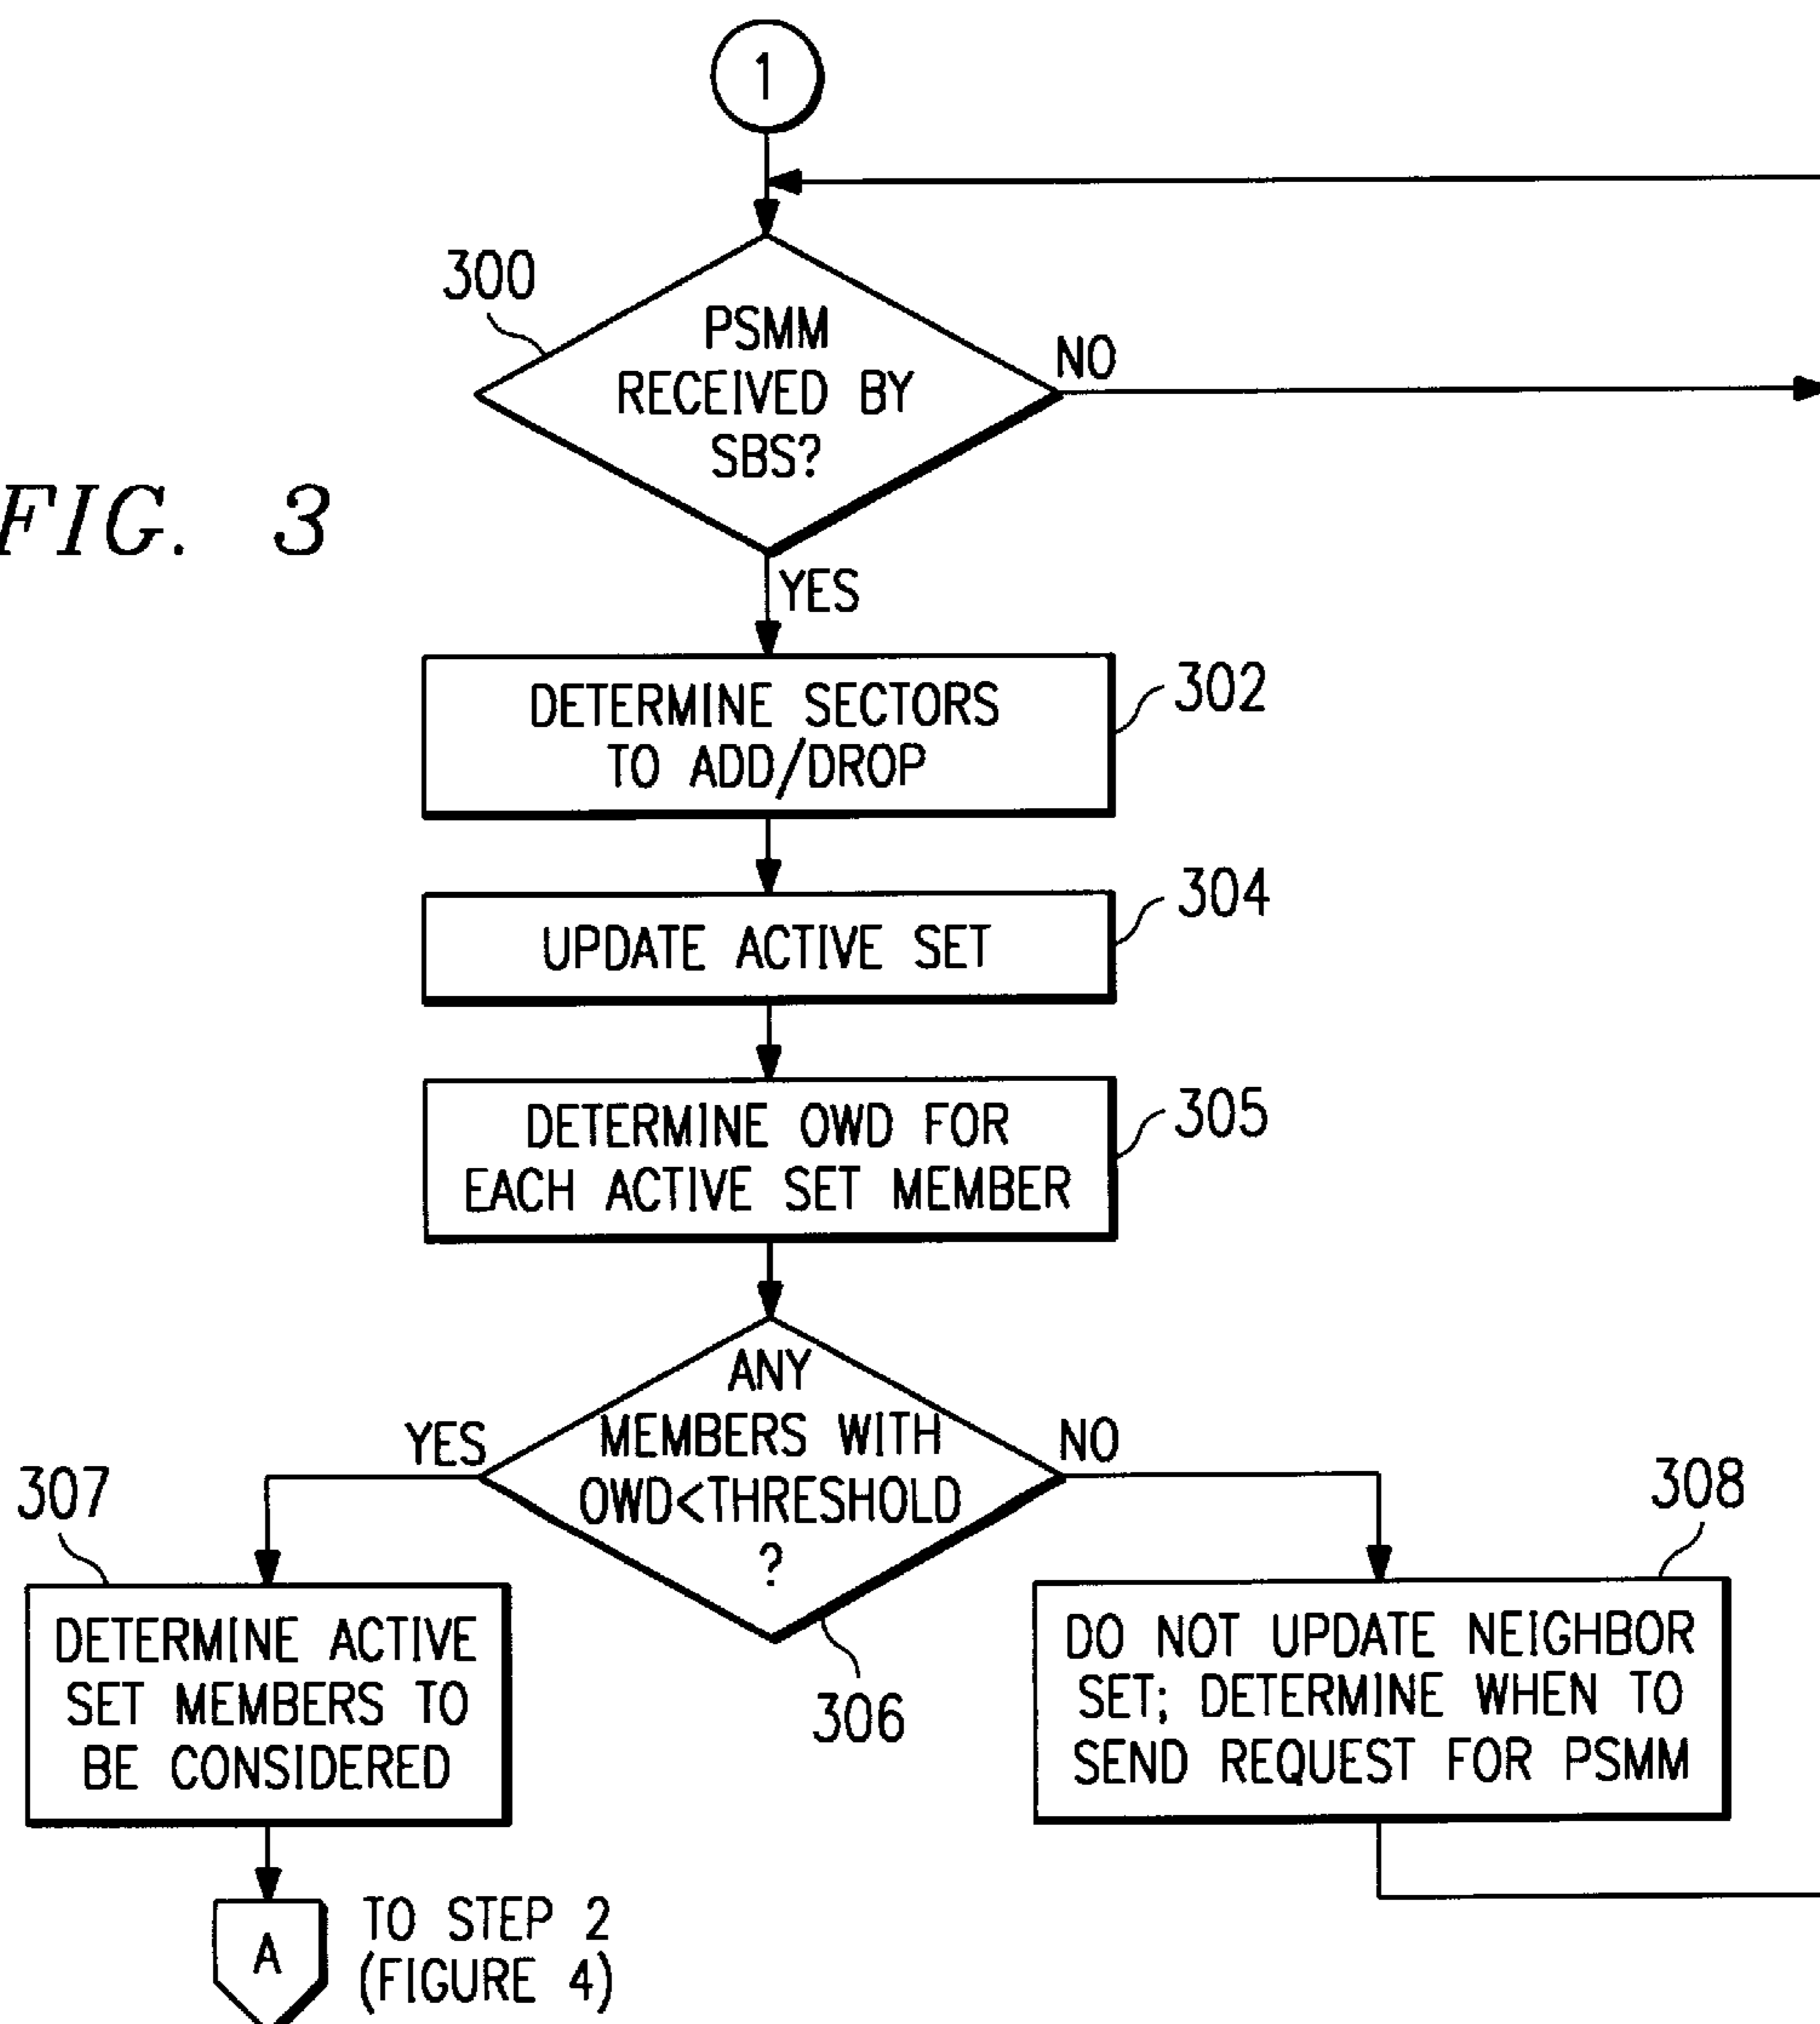 1
300
PSMM
RECEIVED BY
SBS?
NO
FIG. 3
YES
DETERMINE SECTORS
TO ADD/DROP
302
UPDATE ACTIVE SET
304
DETERMINE OWD FOR
EACH ACTIVE SET MEMBER
305
ANY
MEMBERS WITH
OWD<THRESHOLD
?
YES
NO
306
307
DETERMINE ACTIVE
SET MEMBERS TO
BE CONSIDERED
308
DO NOT UPDATE NEIGHBOR
SET; DETERMINE WHEN TO
SEND REQUEST FOR PSMM
A
TO STEP 2
(FIGURE 4)